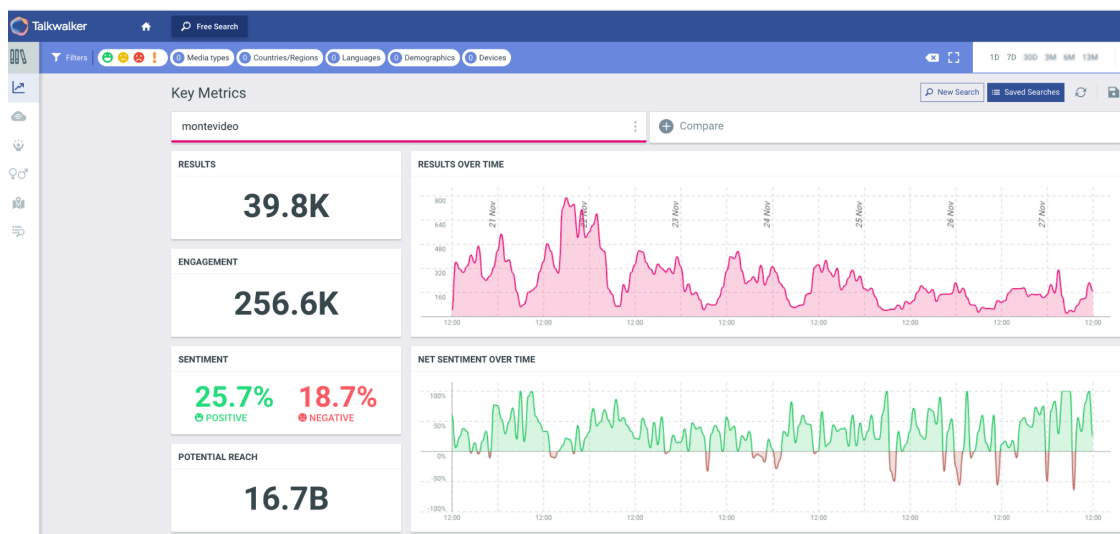 Talkwalker
Free Search
Filters
0 Media types
0 Countries/Regions
0 Languages
0 Demographics
0 Devices
1D 7D 30D 3M 6M 13M
Key Metrics
New Search
Saved Searches
montevideo
Compare
RESULTS
39.8K
ENGAGEMENT
256.6K
SENTIMENT
25.7% 18.7%
POSITIVE NEGATIVE
POTENTIAL REACH
16.7B
RESULTS OVER TIME
800
640
480
320
160
21 Nov
22 Nov
23 Nov
24 Nov
25 Nov
26 Nov
27 Nov
12:00 12:00 12:00 12:00 12:00 12:00 12:00 12:00
NET SENTIMENT OVER TIME
100%
50%
0%
-50%
-100%
12:00 12:00 12:00 12:00 12:00 12:00 12:00 12:00